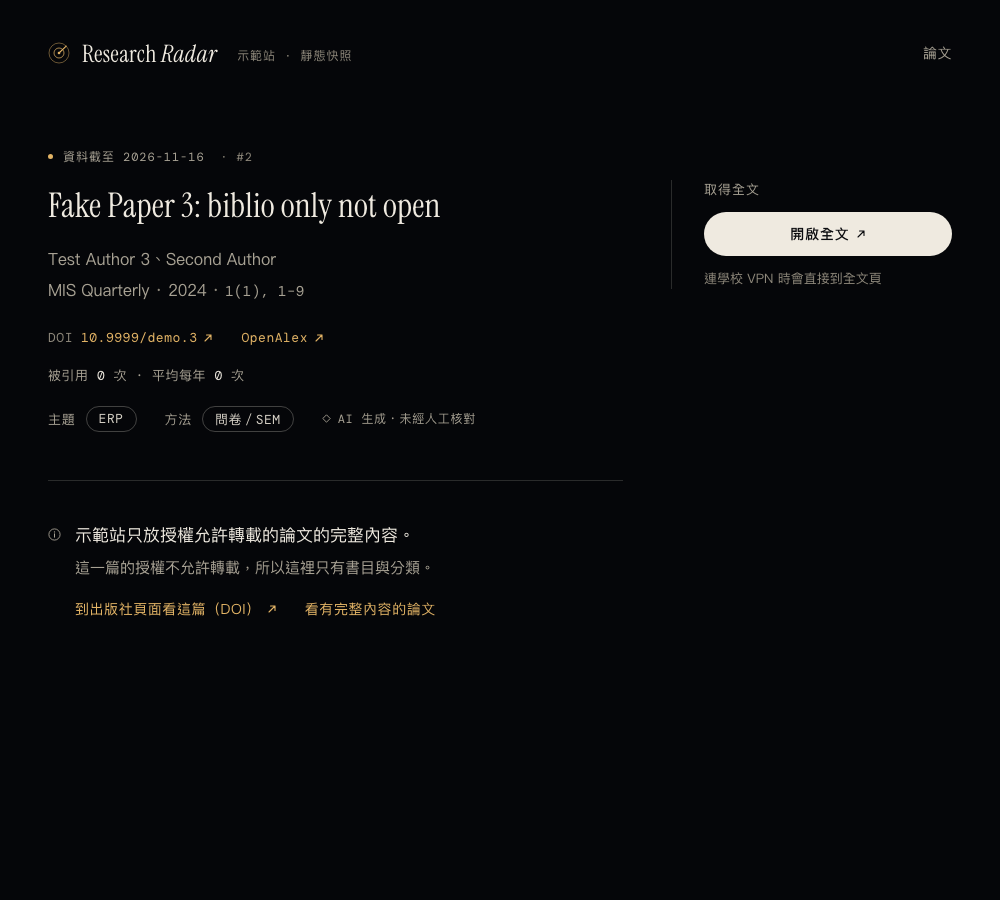 Research Radar 示範站 · 靜態快照
論文
資料截至 2026-11-16 · #2
Fake Paper 3: biblio only not open
Test Author 3、Second Author
MIS Quarterly · 2024 · 1(1), 1-9
DOI 10.9999/demo.3 ↗ OpenAlex ↗
被引用 0 次 · 平均每年 0 次
主題 ERP 方法 問卷 / SEM ◇ AI 生成 · 未經人工核對
取得全文
開啟全文 ↗
連學校 VPN 時會直接到全文頁
示範站只放授權允許轉載的論文的完整內容。
這一篇的授權不允許轉載，所以這裡只有書目與分類。
到出版社頁面看這篇（DOI） ↗ 看有完整內容的論文